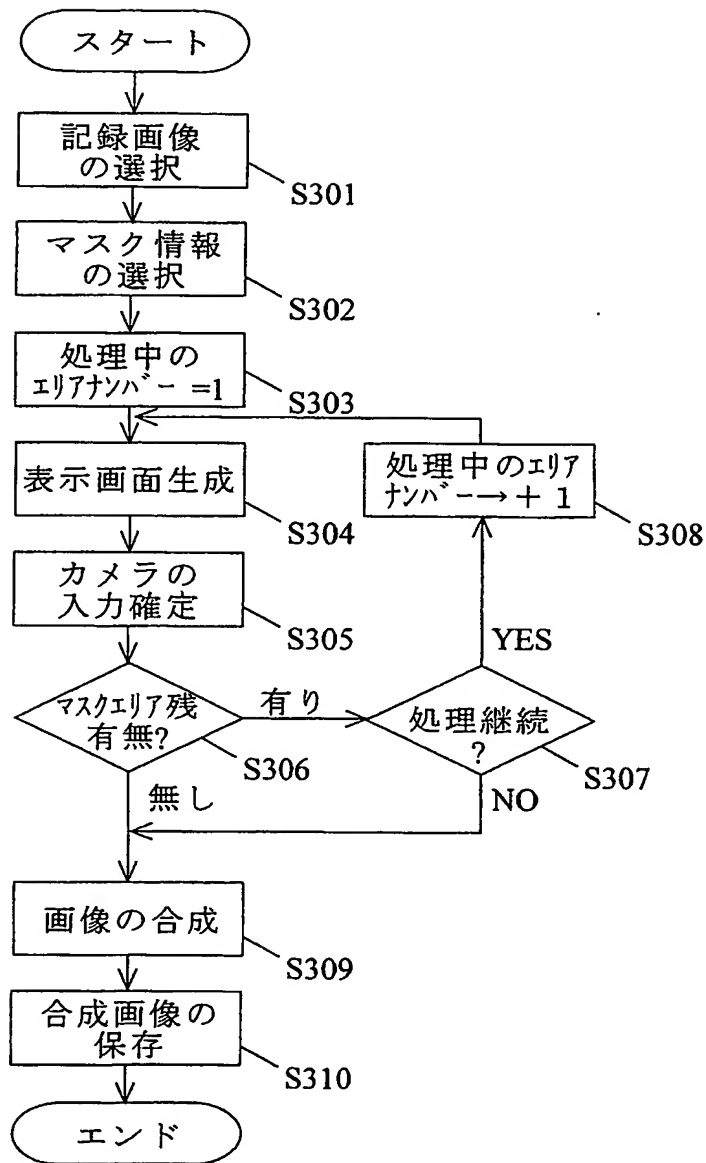 スタート
記録画像
の選択
S301
マスク情報
の選択
S302
処理中の
エリアナンバー =1
S303
表示画面生成
S304
処理中のエリア
ナンバー→ + 1
S308
カメラの
入力確定
S305
YES
マスクエリア残
有無?
有り
S306
処理継続
?
S307
無し
NO
画像の合成
S309
合成画像の
保存
S310
エンド